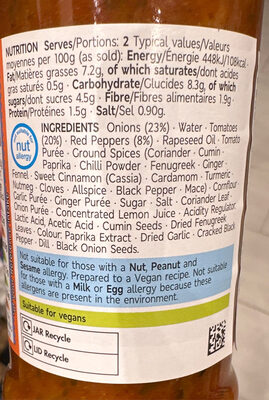 NUTRITION Serves/Portions: 2 Typical values/Valeurs
moyennes per 100g (as sold): Energy/Énergie 448kJ/108kcal
Fat/Matières grasses 7.2g, of which saturates/dont acides
gras saturés 0.5g • Carbohydrate/Glucides 8.3g, of which
sugars/dont sucres 4.5g • Fibre/Fibres alimentaires 1.9g •
Protein/Protéines 1.5g • Salt/Sel 0.90g.
nut
allergy
INGREDIENTS Onions (23%) • Water • Tomatoes
(20%) • Red Peppers (8%) • Rapeseed Oil • Tomato
Purée • Ground Spices (Coriander • Cumin •
Paprika • Chilli Powder • Fenugreek • Ginger •
Fennel • Sweet Cinnamon (Cassia) • Cardamom • Turmeric •
Nutmeg • Cloves • Allspice • Black Pepper • Mace) • Cornflour
Garlic Purée • Ginger Purée • Sugar • Salt • Coriander Leaf
Onion Purée • Concentrated Lemon Juice • Acidity Regulator:
Lactic Acid, Acetic Acid • Cumin Seeds • Dried Fenugreek
Leaves • Colour: Paprika Extract • Dried Garlic • Cracked Black
Pepper • Dill • Black Onion Seeds.
Not suitable for those with a Nut, Peanut and
Sesame allergy. Prepared to a Vegan recipe. Not suitable
for those with a Milk or Egg allergy because these
allergens are present in the environment.
Suitable for vegans
JAR Recycle
LID Recycle